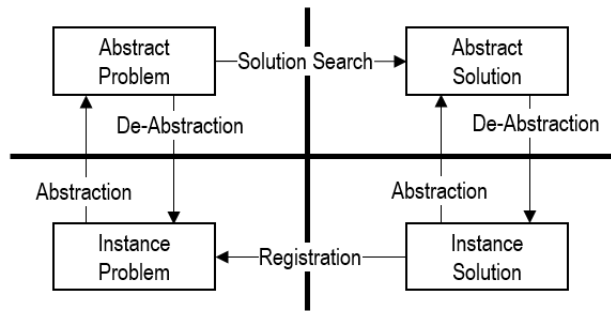 Abstract
Problem
Solution Search
Abstract
Solution
De-Abstraction
De-Abstraction
Abstraction
Abstraction
Instance
Problem
Registration
Instance
Solution